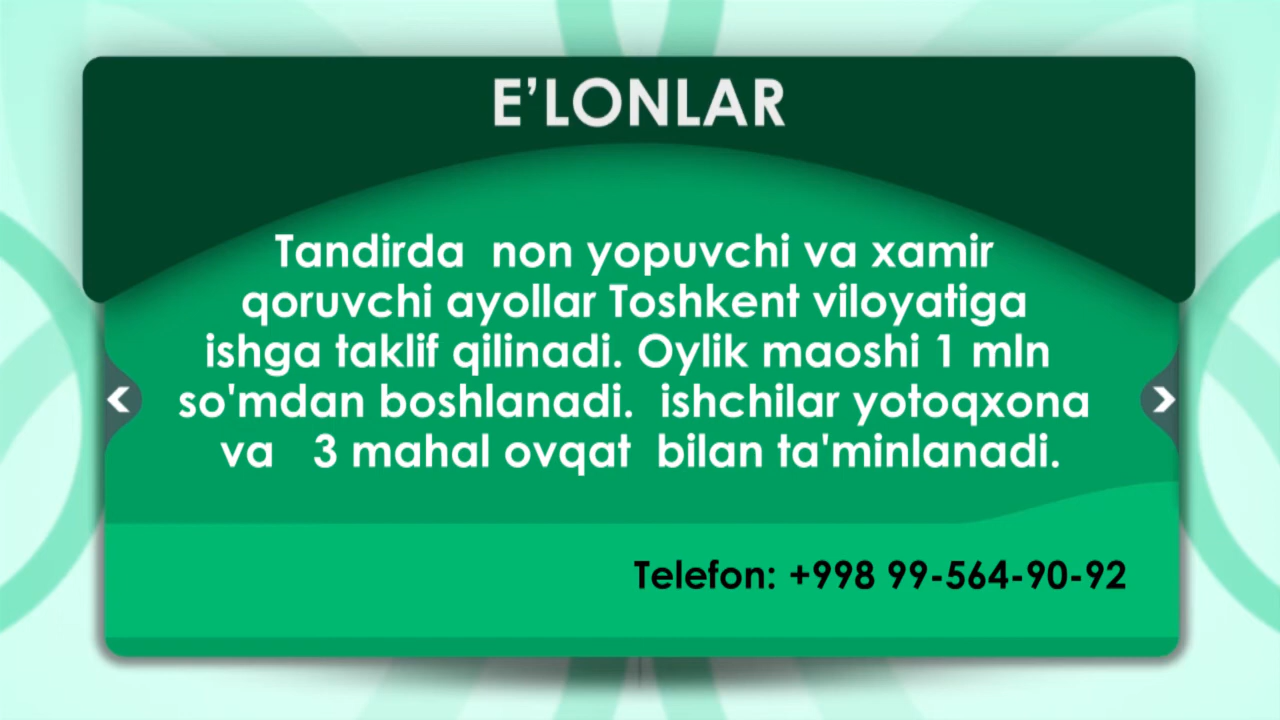 E’LONLAR
Tandirda non yopuvchi va xamir
qoruvchi ayollar Toshkent viloyatiga
ishga taklif qilinadi. Oylik maoshi 1 mln
so'mdan boshlanadi. ishchilar yotoqxona
va 3 mahal ovqat bilan ta'minlanadi.
Telefon: +998 99-564-90-92